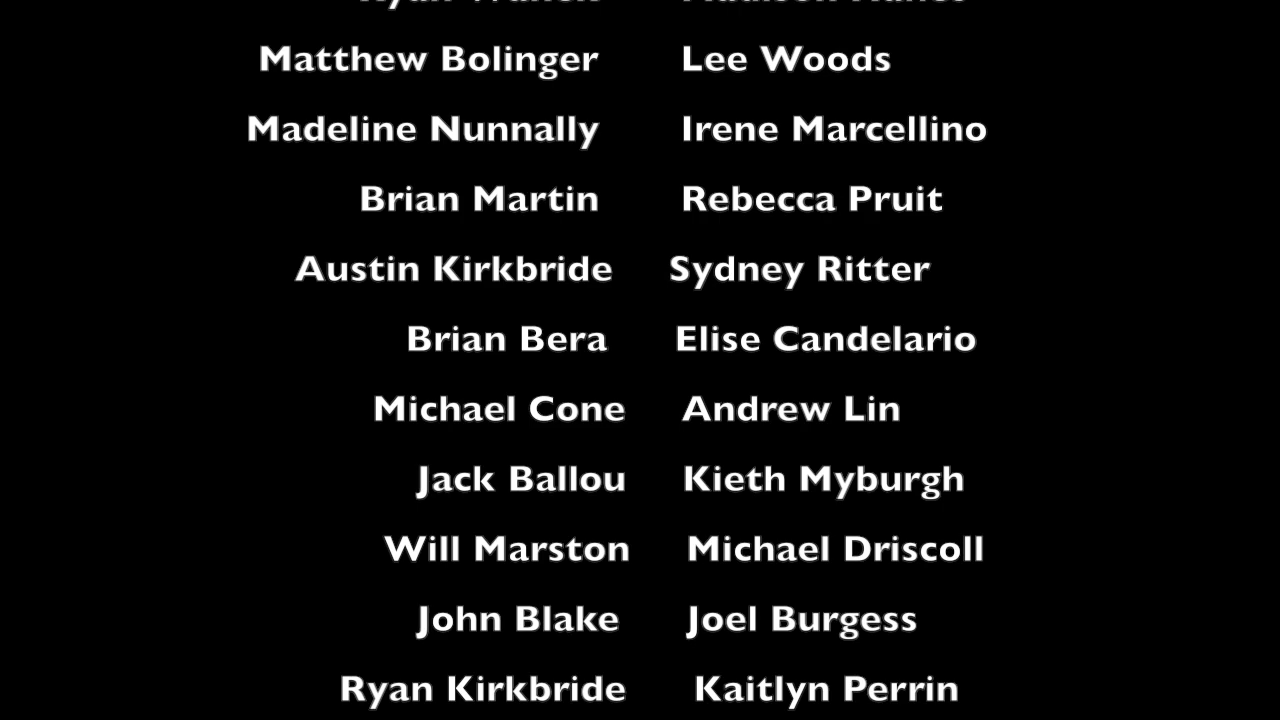 Matthew Bolinger Lee Woods
Madeline Nunnally Irene Marcellino
Brian Martin Rebecca Pruit
Austin Kirkbride Sydney Ritter
Brian Bera Elise Candelario
Michael Cone Andrew Lin
Jack Ballou Kieth Myburgh
Will Marston Michael Driscoll
John Blake Joel Burgess
Ryan Kirkbride Kaitlyn Perrin